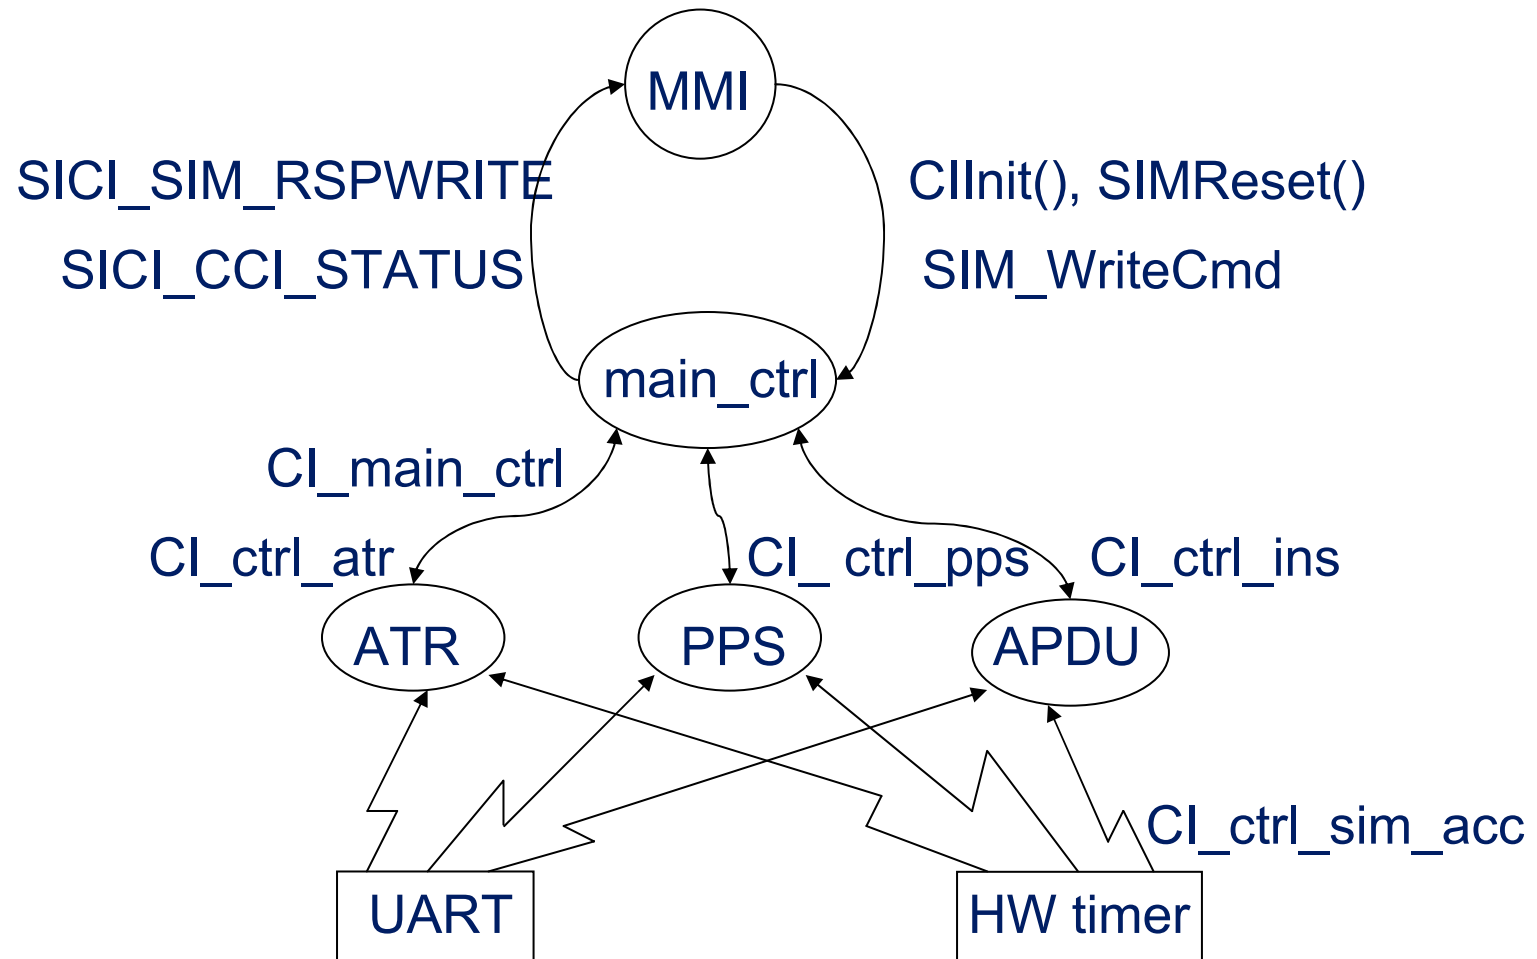 MMI
SICI_SIM_RSPWRITE
CIInit(), SIMReset()
SICI_CCI_STATUS
SIM_WriteCmd
main_ctrl
CI_main_ctrl
CI_ctrl_atr
CI_ ctrl_pps
CI_ctrl_ins
ATR
PPS
APDU
CI_ctrl_sim_acc
UART
HW timer